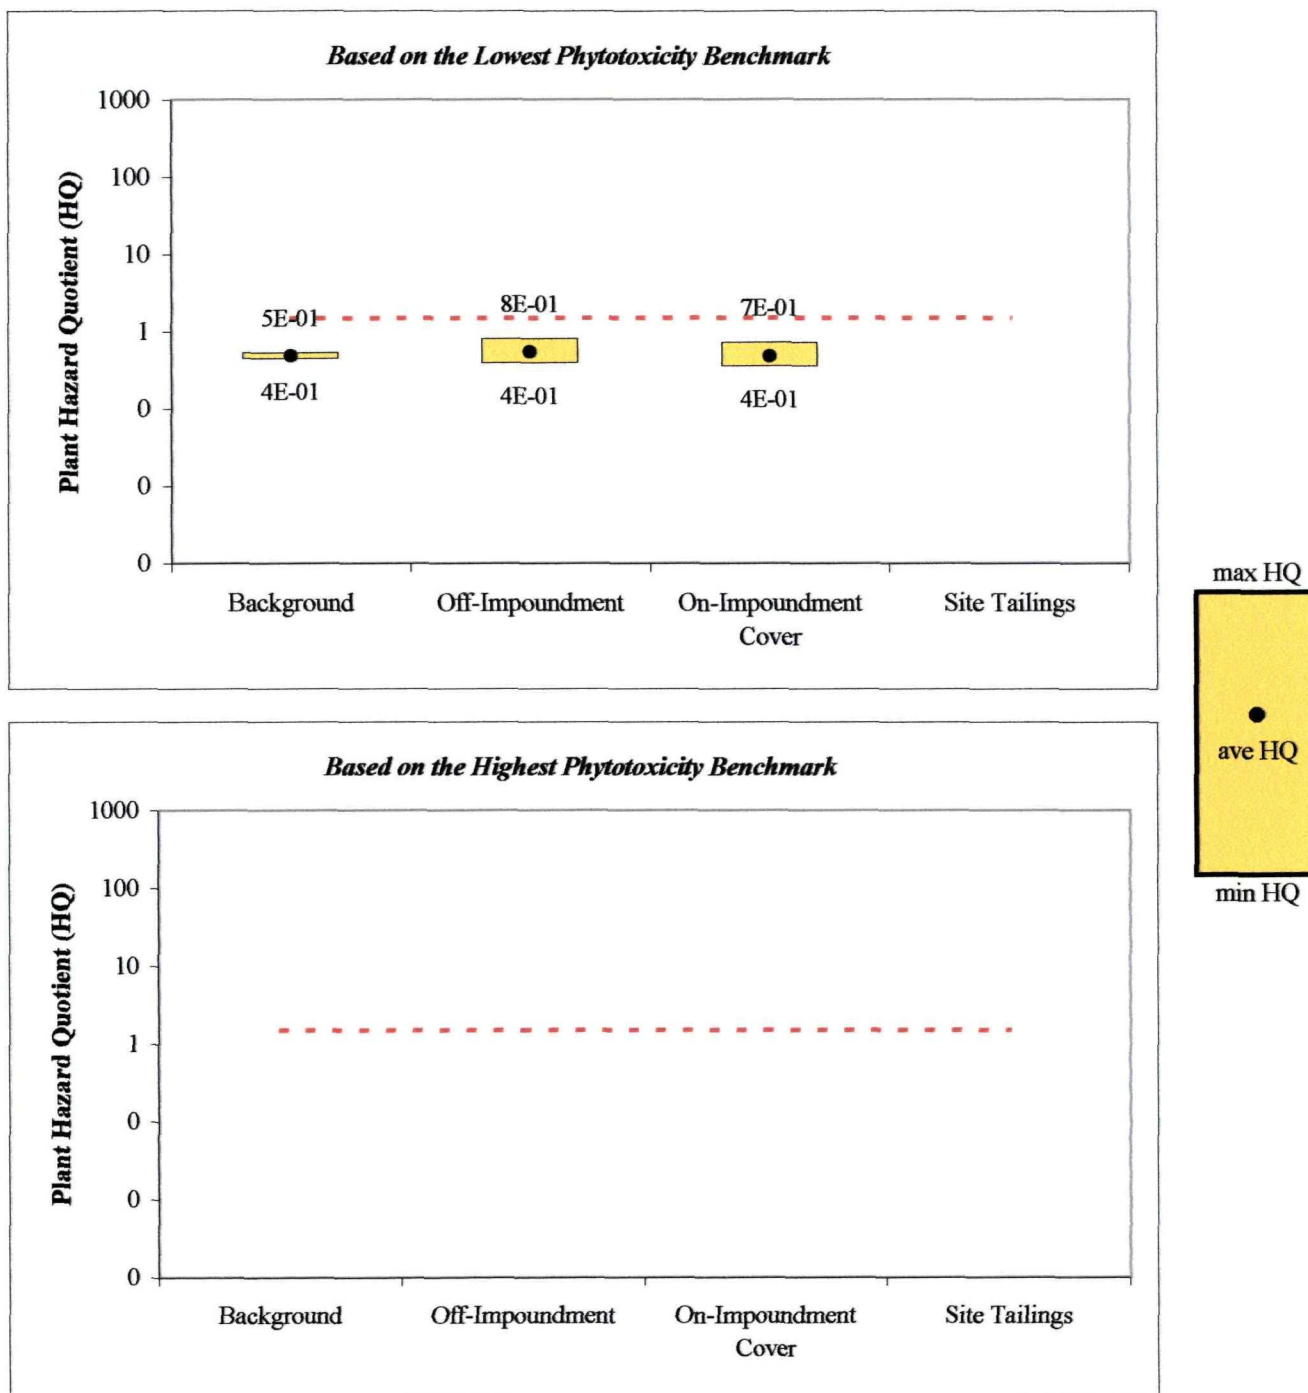 Based on the Lowest Phytotoxicity Benchmark
Plant Hazard Quotient (HQ)
1000
100
10
1
0
0
0
5E-01
8E-01
7E-01
4E-01
4E-01
4E-01
Background
Off-Impoundment
On-Impoundment
Cover
Site Tailings
max HQ
ave HQ
min HQ
Based on the Highest Phytotoxicity Benchmark
Plant Hazard Quotient (HQ)
1000
100
10
1
0
0
0
Background
Off-Impoundment
On-Impoundment
Cover
Site Tailings